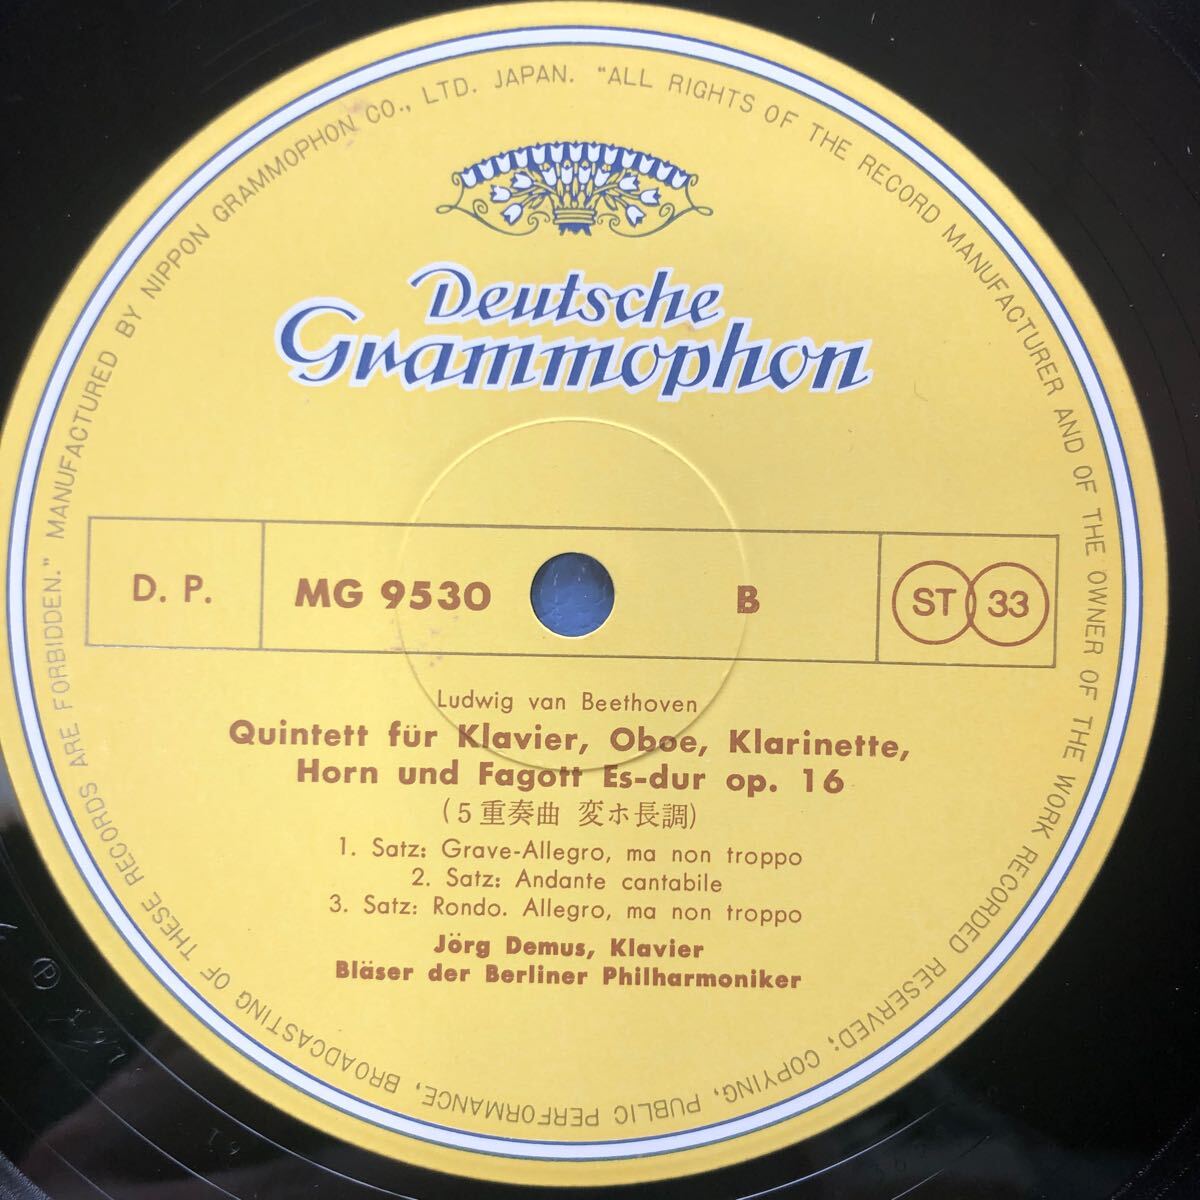 MANUFACTURED BY NIPPON GRAMMOPHON CO., LTD. JAPAN. "ALL RIGHTS OF THE RECORD MANUFACTURER AND OF THE OWNER OF THE WORK RECORDED RESERVED; COPYING, PUBLIC PERFORMANCE, BROADCASTING OF THESE RECORDS ARE FORBIDDEN."
Deutsche
Grammophon
D. P. MG 9530 B ST 33
Ludwig van Beethoven
Quintett für Klavier, Oboe, Klarinette,
Horn und Fagott Es-dur op. 16
(5重奏曲 変ホ長調)
1. Satz: Grave-Allegro, ma non troppo
2. Satz: Andante cantabile
3. Satz: Rondo. Allegro, ma non troppo
Jörg Demus, Klavier
Bläser der Berliner Philharmoniker